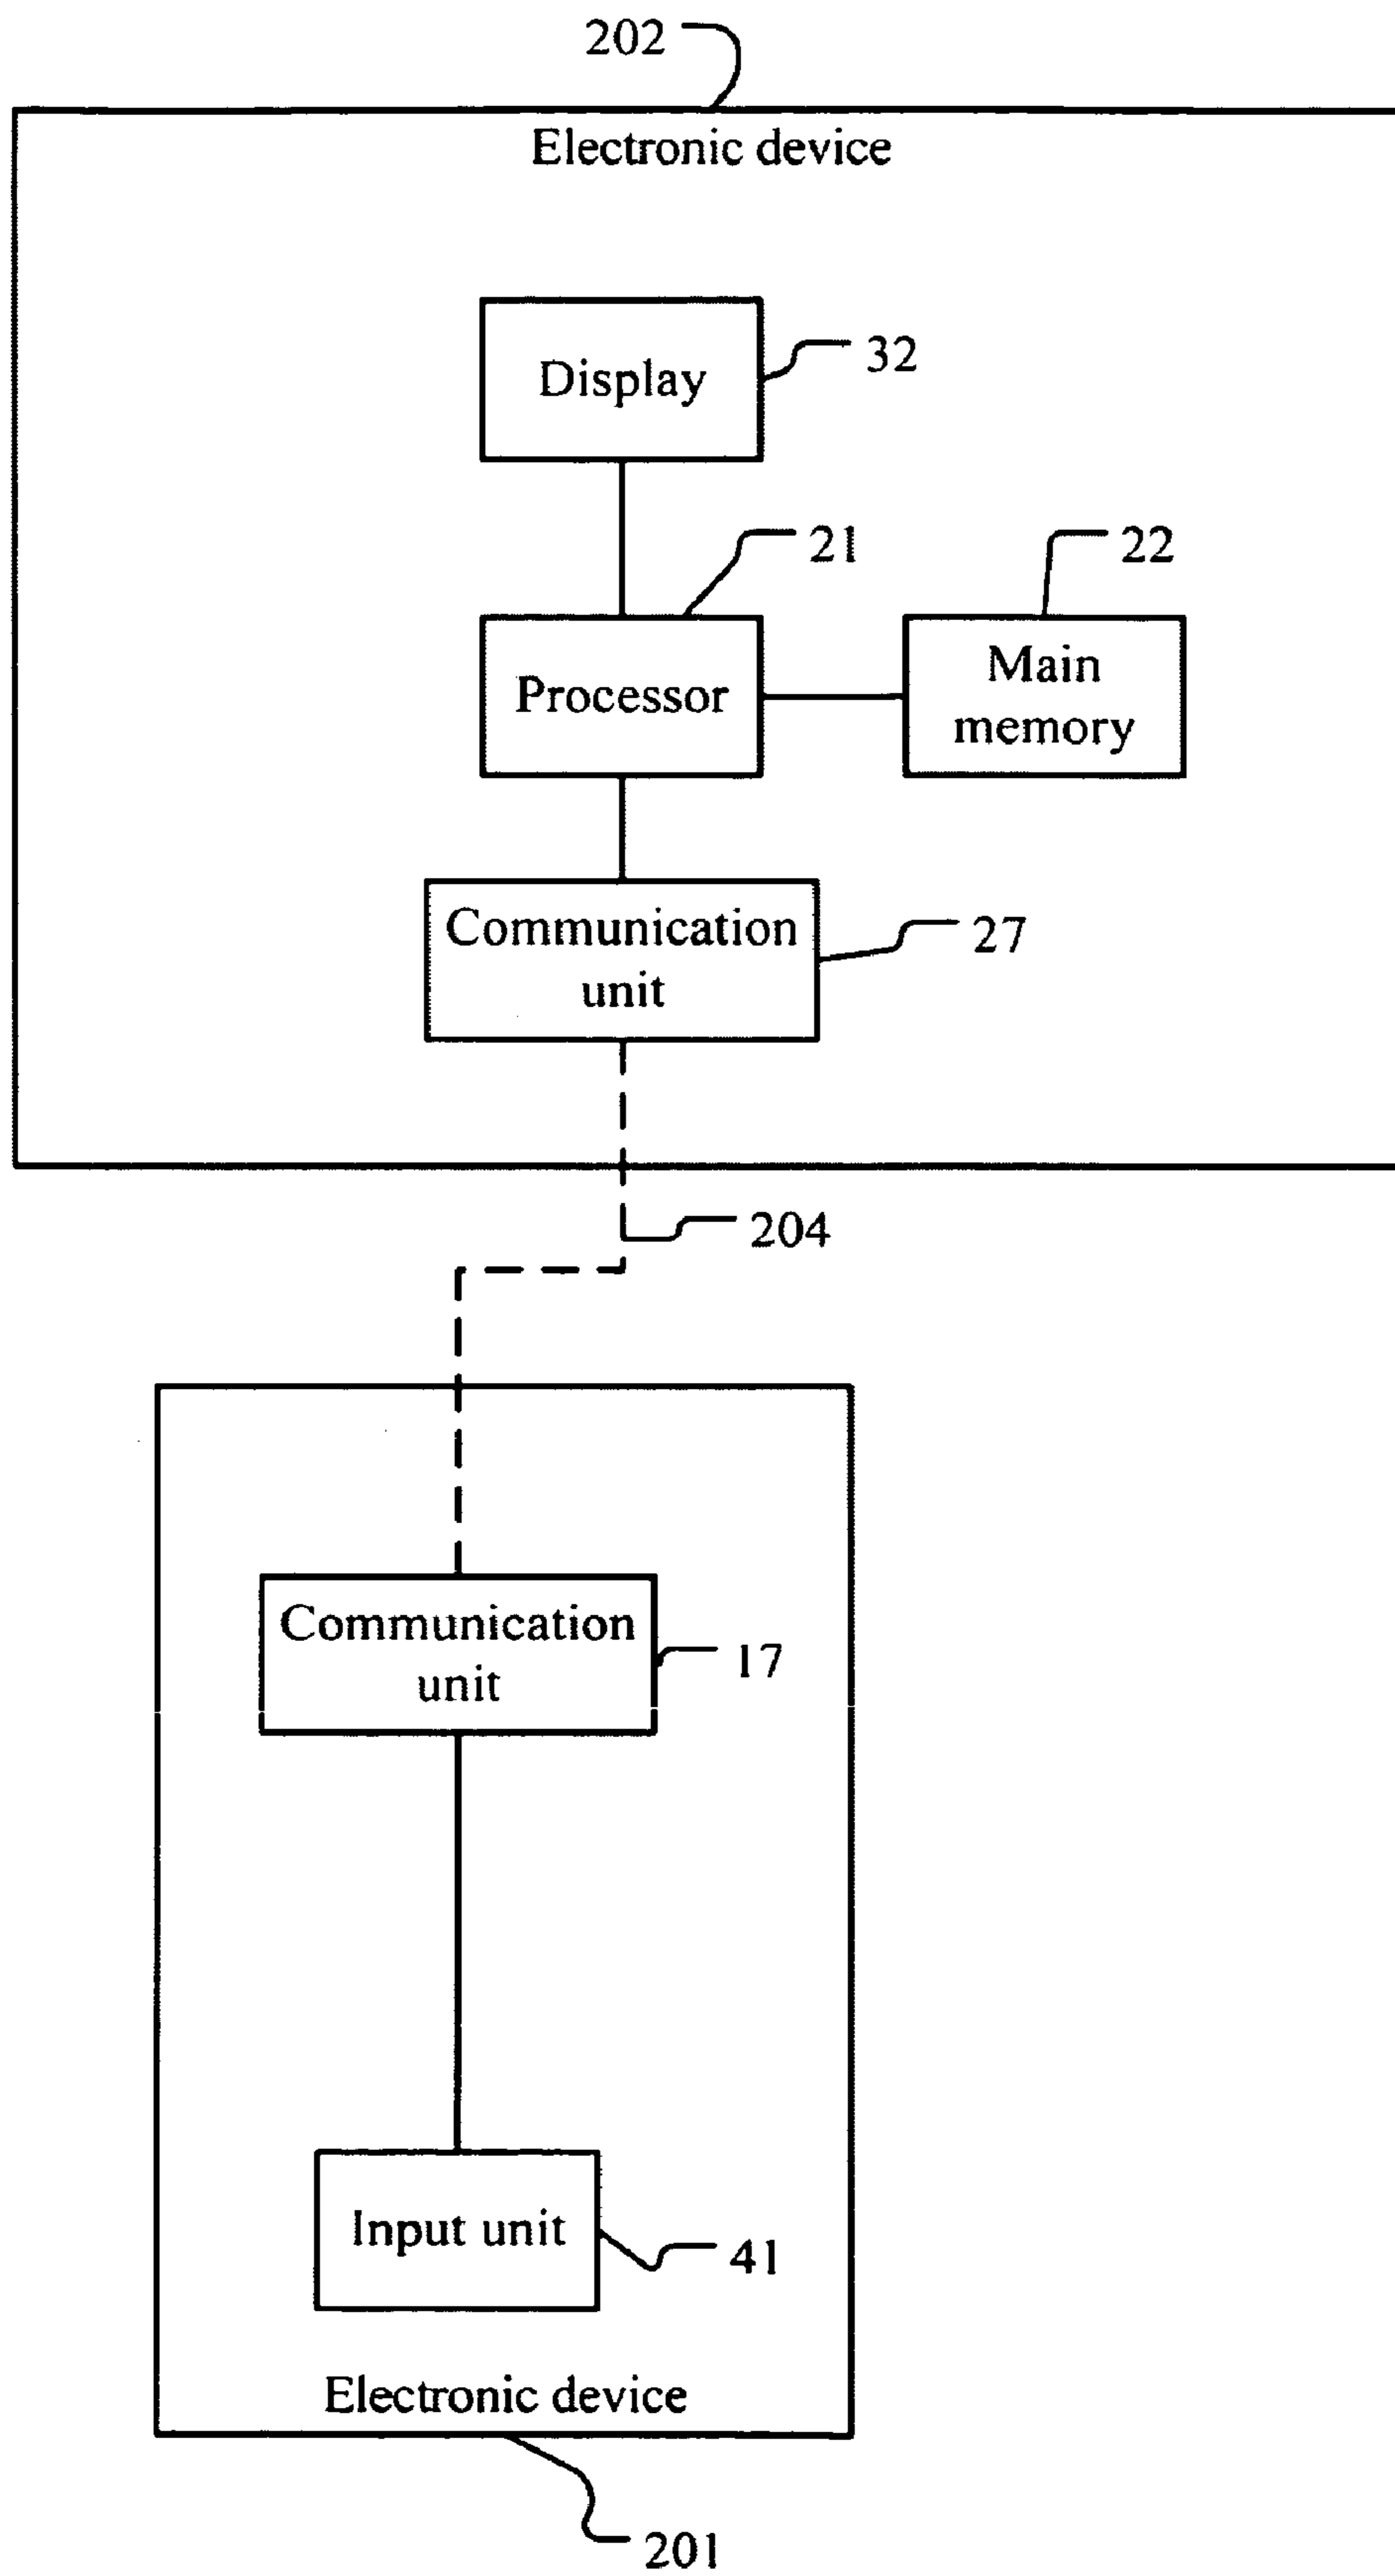 202
Electronic device
Display
32
21
22
Processor
Main
memory
Communication
unit
27
204
Communication
unit
17
Input unit
41
Electronic device
201